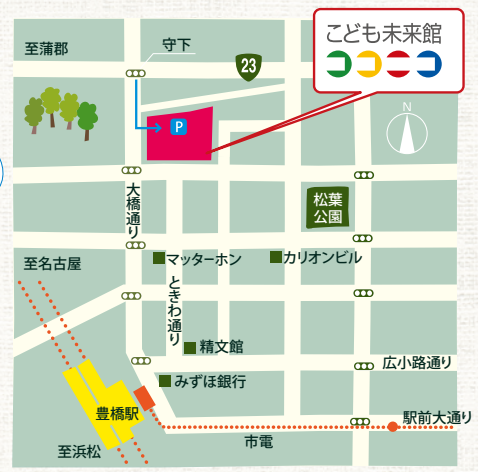 こども未来館
ココニコ
至蒲郡
守下
23
P
N
大橋通り
松葉
公園
至名古屋
マッターホン
カリオンビル
ときわ通り
精文館
広小路通り
みずほ銀行
豊橋駅
駅前大通り
市電
至浜松